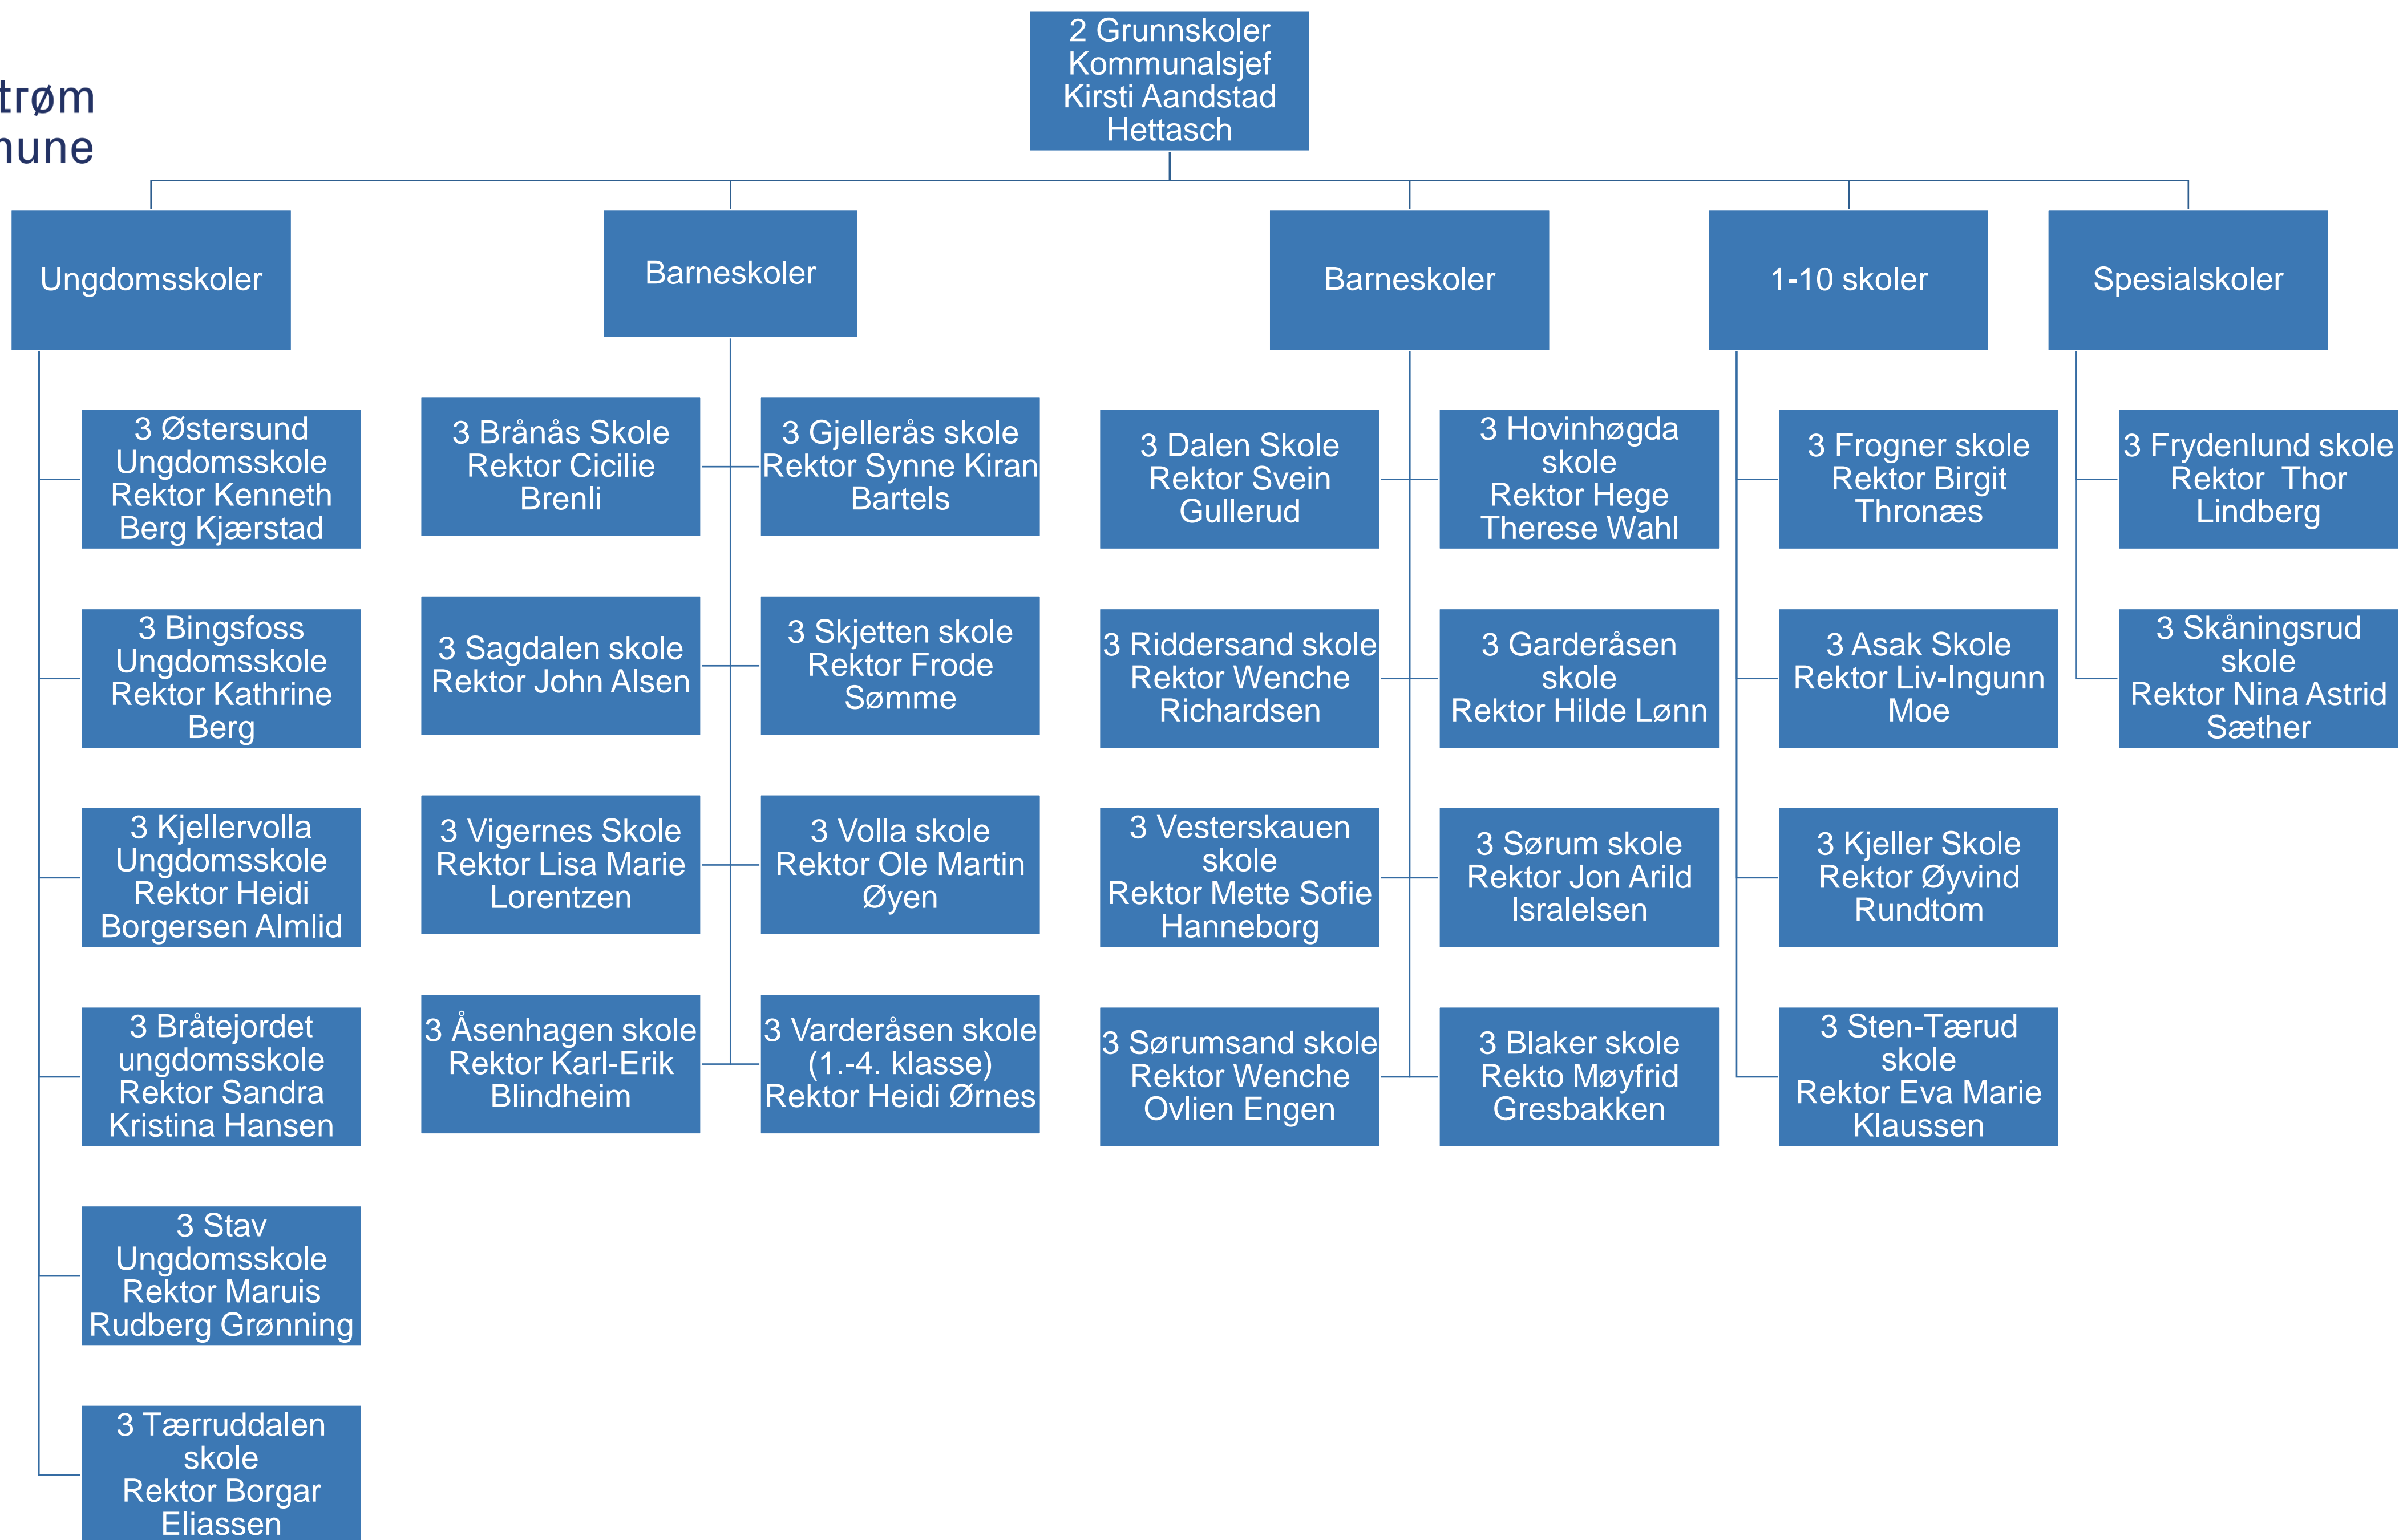 2 Grunnskoler
Kommunalsjef
Kirsti Aandstad
Hettasch
trøm
Ungdomsskoler
3 Østersund
Ungdomsskole
Rektor Kenneth
Berg Kjærstad
3 Bingsfoss
Ungdomsskole
Rektor Kathrine
Berg
3 Kjellervolla
Ungdomsskole
Rektor Heidi
Borgersen Almlid
3 Bråtejordet
ungdomsskole
Rektor Sandra
Kristina Hansen
3 Stav
Ungdomsskole
Rektor Maruis
Rudberg Grønning
3 Tærruddalen
skole
Rektor Borgar
Eliassen
Barneskoler
3 Brånås Skole
Rektor Cicilie
Brenli
3 Gjellerås skole
Rektor Synne Kiran
Bartels
3 Sagdalen skole
Rektor John Alsen
3 Skjetten skole
Rektor Frode
Sømme
3 Vigernes Skole
Rektor Lisa Marie
Lorentzen
3 Volla skole
Rektor Ole Martin
Øyen
3 Åsenhagen skole
Rektor Karl-Erik
Blindheim
3 Varderåsen skole
(1.-4. klasse)
Rektor Heidi Ørnes
Barneskoler
3 Dalen Skole
Rektor Svein
Gullerud
3 Hovinhøgda
skole
Rektor Hege
Therese Wahl
3 Riddersand skole
Rektor Wenche
Richardsen
3 Garderåsen
skole
Rektor Hilde Lønn
3 Vesterskauen
skole
Rektor Mette Sofie
Hanneborg
3 Sørum skole
Rektor Jon Arild
Isralelsen
3 Sørumsand skole
Rektor Wenche
Ovlien Engen
3 Blaker skole
Rekto Møyfrid
Gresbakken
1-10 skoler
3 Frogner skole
Rektor Birgit
Thronæs
3 Asak Skole
Rektor Liv-Ingunn
Moe
3 Kjeller Skole
Rektor Øyvind
Rundtom
3 Sten-Tærud
skole
Rektor Eva Marie
Klaussen
Spesialskoler
3 Frydenlund skole
Rektor Thor
Lindberg
3 Skåningsrud
skole
Rektor Nina Astrid
Sæther